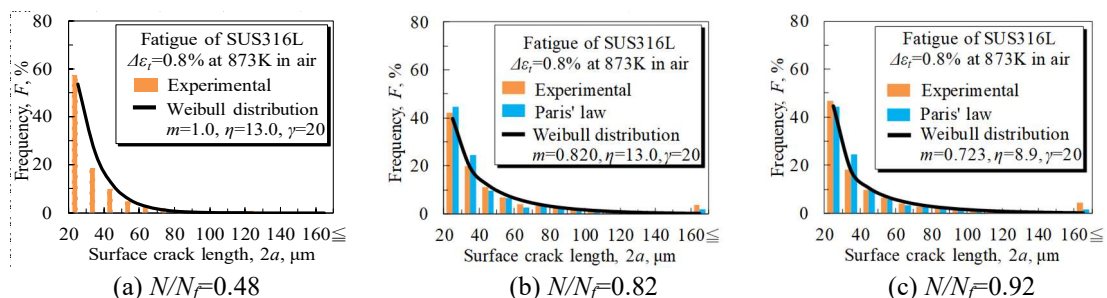 80
60
40
20
0
Frequency, F, %
Fatigue of SUS316L
Δεt=0.8% at 873K in air
Experimental
Weibull distribution
m=1.0, η=13.0, γ=20
20 40 60 80 100 120 140 160≦
Surface crack length, 2a, μm
(a) N/Nf=0.48
80
60
40
20
0
Frequency, F, %
Fatigue of SUS316L
Δεt=0.8% at 873K in air
Experimental
Paris' law
Weibull distribution
m=0.820, η=13.0, γ=20
20 40 60 80 100 120 140 160≦
Surface crack length, 2a, μm
(b) N/Nf=0.82
80
60
40
20
0
Frequency, F, %
Fatigue of SUS316L
Δεt=0.8% at 873K in air
Experimental
Paris' law
Weibull distribution
m=0.723, η=8.9, γ=20
20 40 60 80 100 120 140 160≦
Surface crack length, 2a, μm
(c) N/Nf=0.92